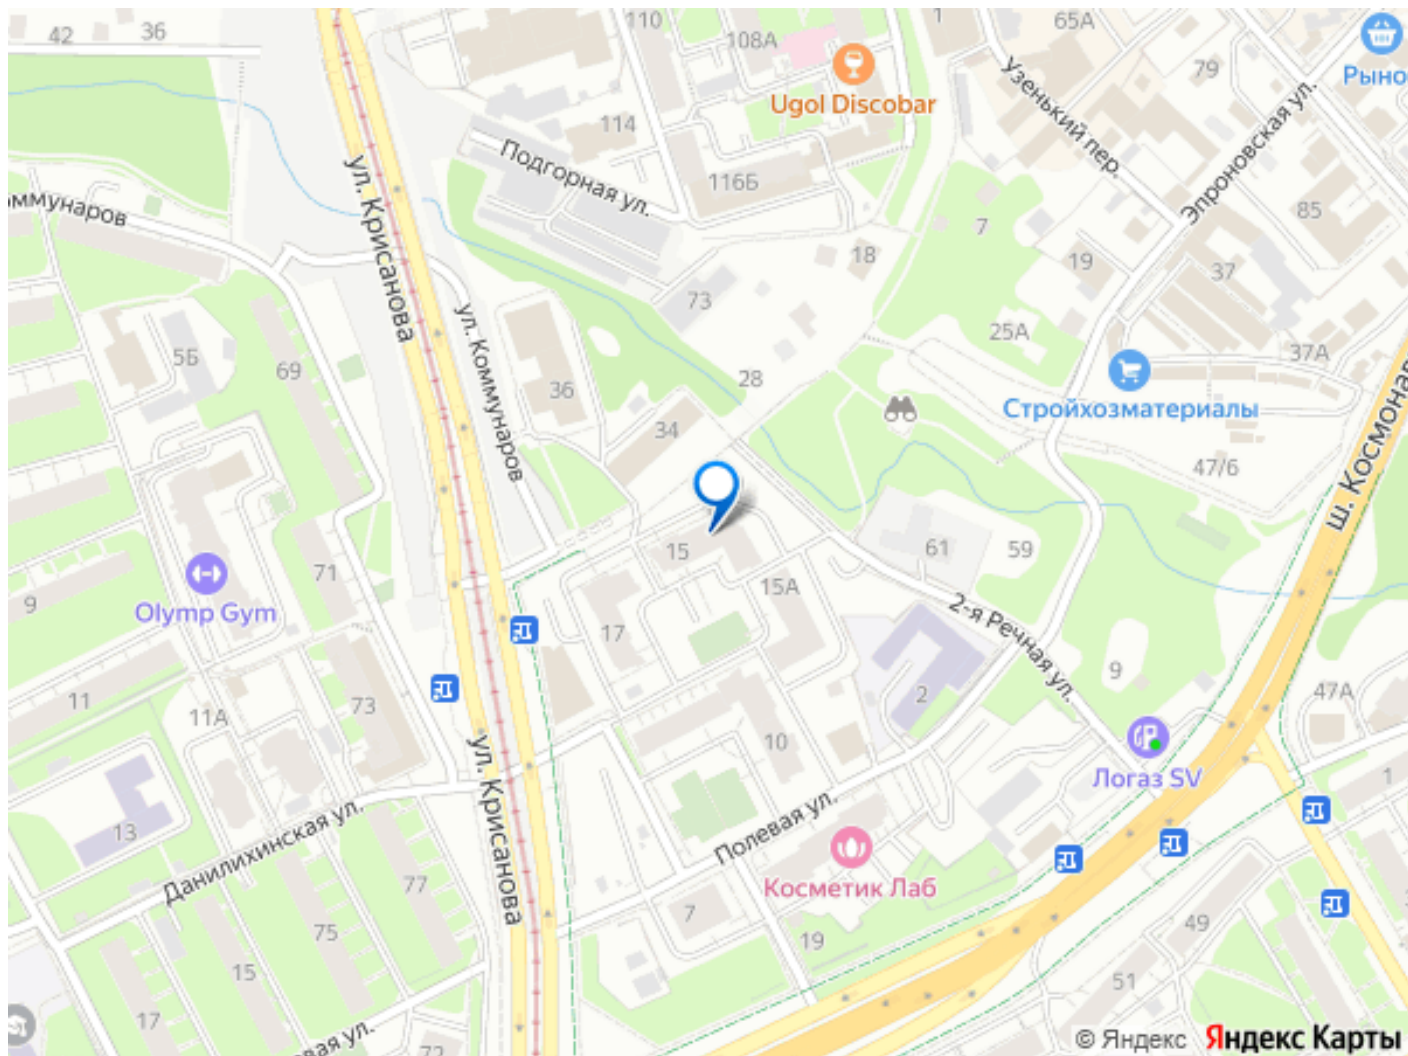 42
36
110
108А
1
65А
79
Рыно
Ugol Discobar
Узенький пер.
Эпроновская ул.
ул. Крисанова
114
Подгорная ул.
116Б
оммунаров
7
85
18
19
37
73
ул. Коммунаров
25А
37А
5Б
69
36
28
Стройхозматериалы
34
47/6
ш. Космонав
15
61
59
71
9
Olymp Gym
15А
2-я Речная ул.
17
11
11А
73
2
9
47А
10
ул. Крисанова
Логаз SV
1
13
Данилихинская ул.
Полевая ул.
Косметик Лаб
77
7
75
19
49
15
51
17
вая ул.
72
© Яндекс Яндекс Карты